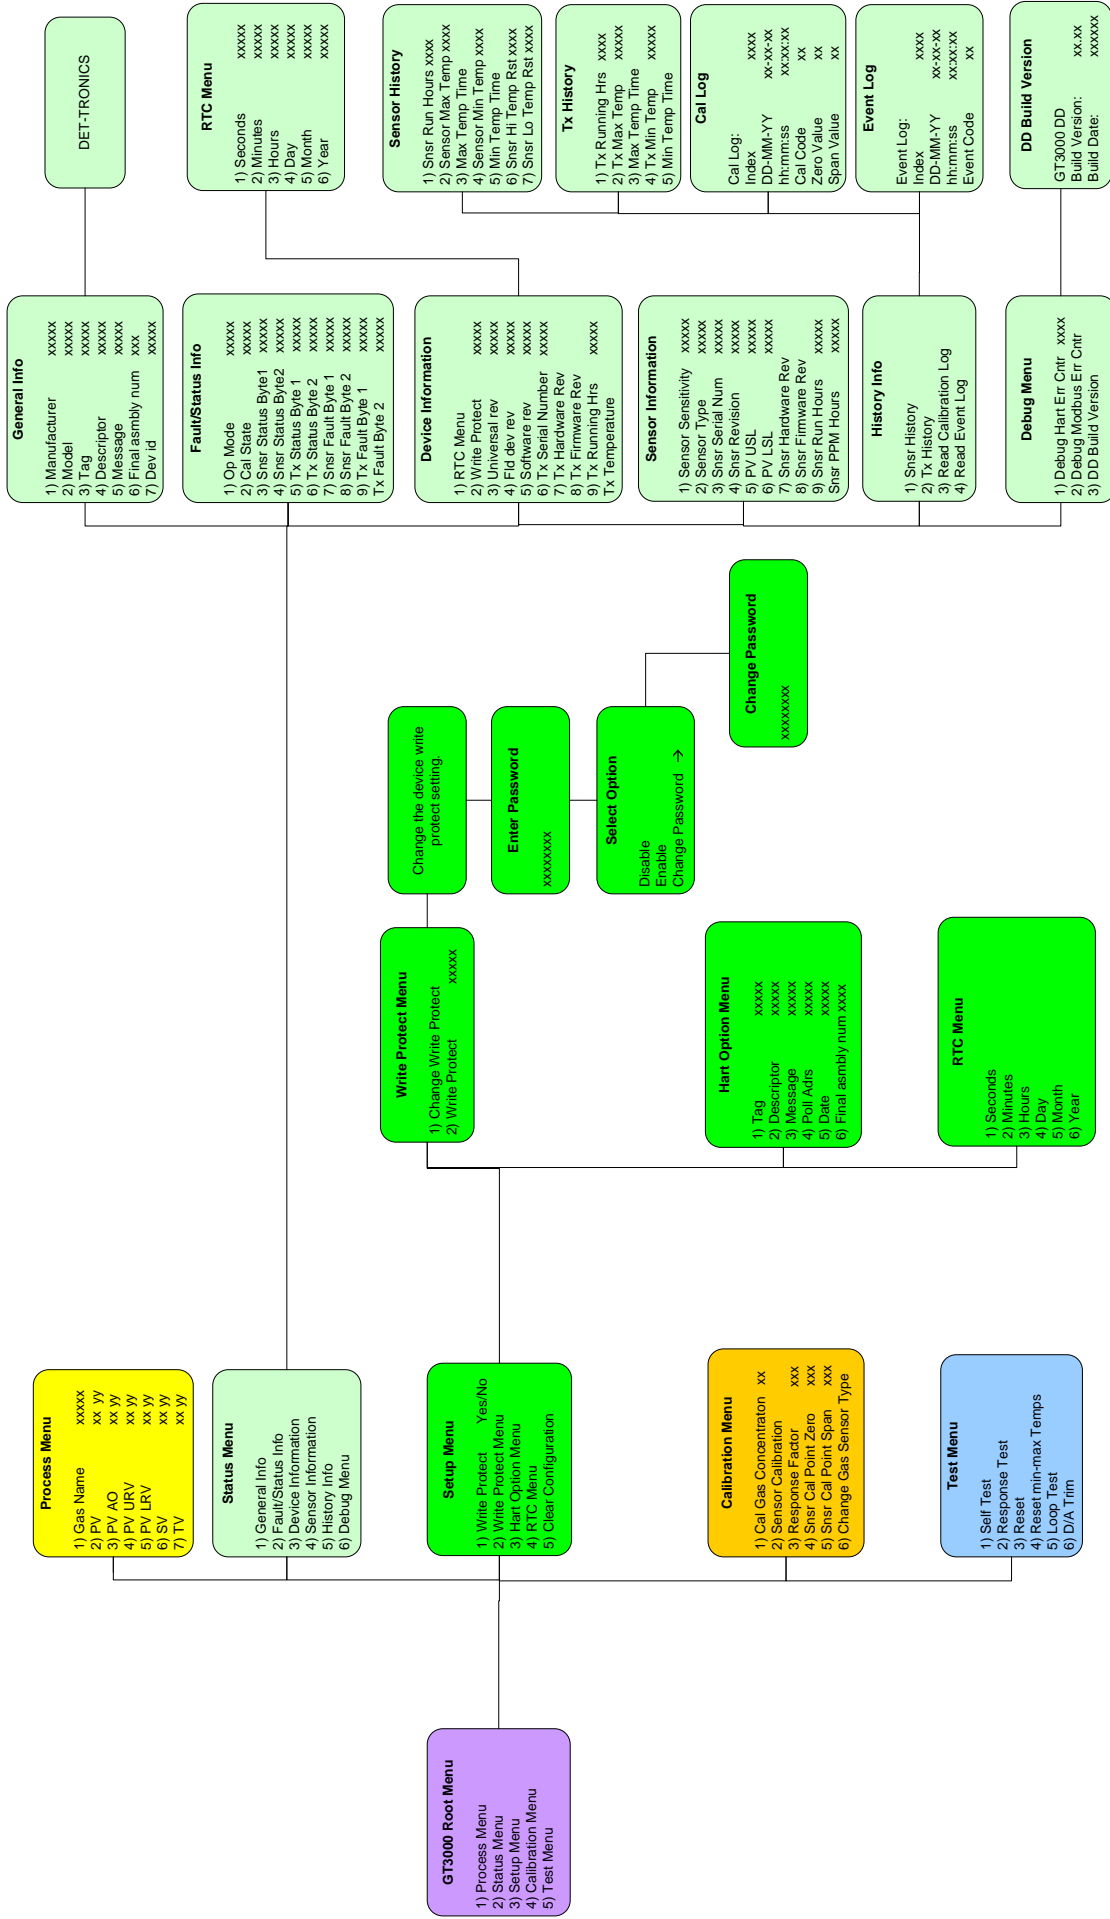 GT3000 Root Menu
1) Process Menu
2) Status Menu
3) Setup Menu
4) Calibration Menu
5) Test Menu
Process Menu
1) Gas Name xxxxx
2) PV xx yy
3) PV AO xx yy
4) PV URV xx yy
5) PV LRV xx yy
6) SV xx yy
7) TV xx yy
Status Menu
1) General Info
2) Fault/Status Info
3) Device Information
4) Sensor Information
5) History Info
6) Debug Menu
Setup Menu
1) Write Protect Yes/No
2) Write Protect Menu
3) Hart Option Menu
4) RTC Menu
5) Clear Configuration
Calibration Menu
1) Cal Gas Concentraton xx
2) Sensor Calibration
3) Response Factor xxx
4) Snsr Cal Point Zero xxx
5) Snsr Cal Point Span xxx
6) Change Gas Sensor Type
Test Menu
1) Self Test
2) Response Test
3) Reset
4) Reset min-max Temps
5) Loop Test
6) D/A Trim
Write Protect Menu
1) Change Write Protect
2) Write Protect xxxxx
Hart Option Menu
1) Tag xxxxx
2) Descriptor xxxxx
3) Message xxxxx
4) Poll Adrs xxxxx
5) Date xxxxx
6) Final asmbly num xxxx
RTC Menu
1) Seconds
2) Minutes
3) Hours
4) Day
5) Month
6) Year
Change the device write
protect setting.
Enter Password
xxxxxxxx
Select Option
Disable
Enable
Change Password →
Change Password
xxxxxxxx
General Info
1) Manufacturer xxxxx
2) Model xxxxx
3) Tag xxxxx
4) Descriptor xxxxx
5) Message xxxxx
6) Final asmbly num xxx
7) Dev id xxxxx
Fault/Status Info
1) Op Mode xxxxx
2) Cal State xxxxx
3) Snsr Status Byte1 xxxxx
4) Snsr Status Byte2 xxxxx
5) Tx Status Byte 1 xxxxx
6) Tx Status Byte 2 xxxxx
7) Snsr Fault Byte 1 xxxxx
8) Snsr Fault Byte 2 xxxxx
9) Tx Fault Byte 1 xxxxx
Tx Fault Byte 2 xxxxx
Device Information
1) RTC Menu
2) Write Protect xxxxx
3) Universal rev xxxxx
4) Fld dev rev xxxxx
5) Software rev xxxxx
6) Tx Serial Number xxxxx
7) Tx Hardware Rev
8) Tx Firmware Rev
9) Tx Running Hrs xxxxx
Tx Temperature
Sensor Information
1) Sensor Sensitivity xxxxx
2) Sensor Type xxxxx
3) Snsr Serial Num xxxxx
4) Snsr Revision xxxxx
5) PV USL xxxxx
6) PV LSL xxxxx
7) Snsr Hardware Rev
8) Snsr Firmware Rev
9) Snsr Run Hours xxxxx
Snsr PPM Hours xxxxx
History Info
1) Snsr History
2) Tx History
3) Read Calibration Log
4) Read Event Log
Debug Menu
1) Debug Hart Err Cntr xxxx
2) Debug Modbus Err Cntr
3) DD Build Version
DET-TRONICS
RTC Menu
1) Seconds xxxxx
2) Minutes xxxxx
3) Hours xxxxx
4) Day xxxxx
5) Month xxxxx
6) Year xxxxx
Sensor History
1) Snsr Run Hours xxxx
2) Sensor Max Temp xxxx
3) Max Temp Time
4) Sensor Min Temp xxxx
5) Min Temp Time
6) Snsr Hi Temp Rst xxxx
7) Snsr Lo Temp Rst xxxx
Tx History
1) Tx Running Hrs xxxx
2) Tx Max Temp xxxxx
3) Max Temp Time
4) Tx Min Temp xxxxx
5) Min Temp Time
Cal Log
Cal Log:
Index xxxx
DD-MM-YY xx-xx-xx
hh:mm:ss xx:xx:xx
Cal Code xx
Zero Value xx
Span Value xx
Event Log
Event Log:
Index xxxx
DD-MM-YY xx-xx-xx
hh:mm:ss xx:xx:xx
Event Code xx
DD Build Version
GT3000 DD
Build Version: xx.xx
Build Date: xxxxxx